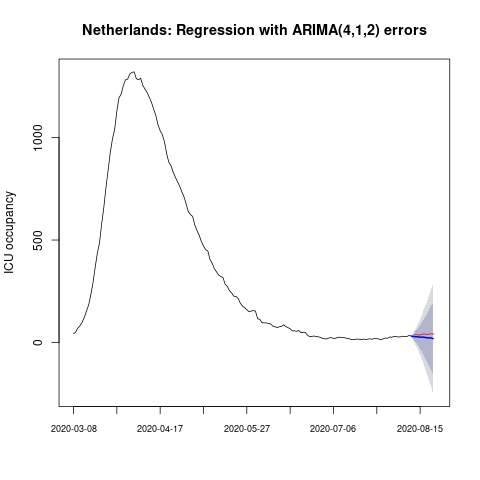 Netherlands: Regression with ARIMA(4,1,2) errors
ICU occupancy
1000
500
0
2020-03-08 2020-04-17 2020-05-27 2020-07-06 2020-08-15